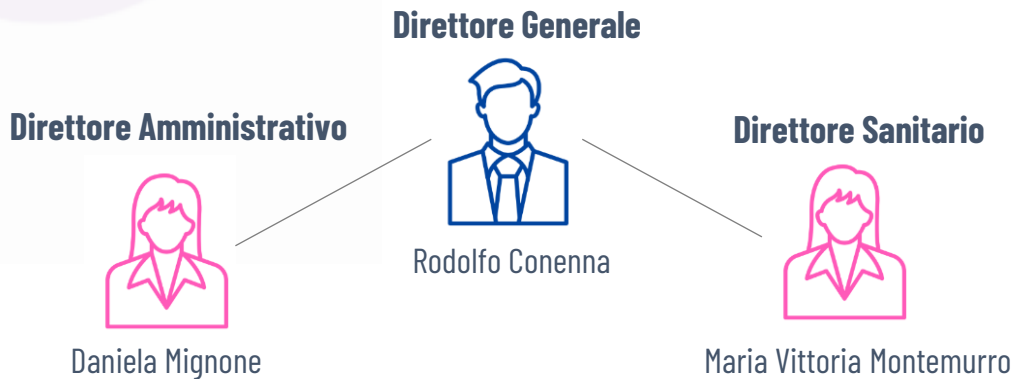 Direttore Generale
Rodolfo Conenna
Direttore Amministrativo
Daniela Mignone
Direttore Sanitario
Maria Vittoria Montemurro